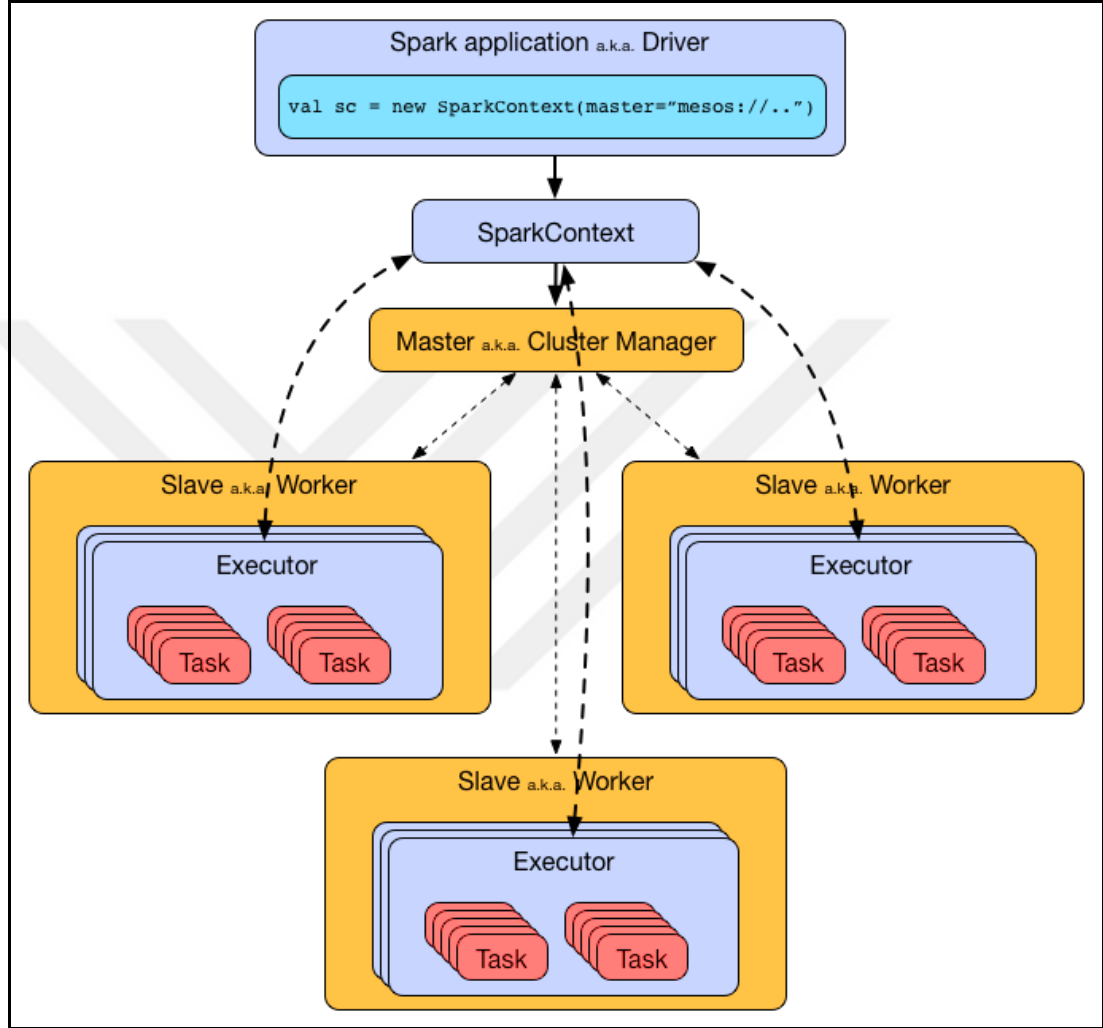 Spark application a.k.a. Driver
val sc = new SparkContext(master=“mesos://..”)
SparkContext
Master a.k.a. Cluster Manager
Slave a.k.a. Worker
Executor
Task
Task
Slave a.k.a. Worker
Executor
Task
Task
Slave a.k.a. Worker
Executor
Task
Task